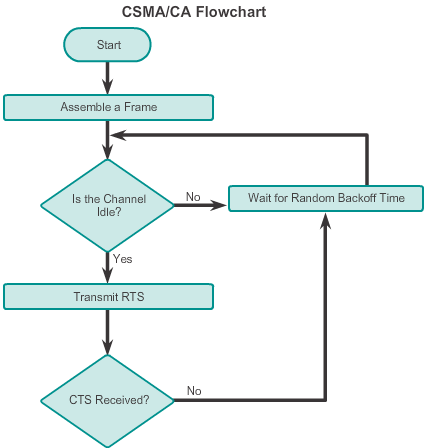 CSMA/CA Flowchart
Start
Assemble a Frame
Is the Channel
Idle?
No
Wait for Random Backoff Time
Yes
Transmit RTS
CTS Received?
No